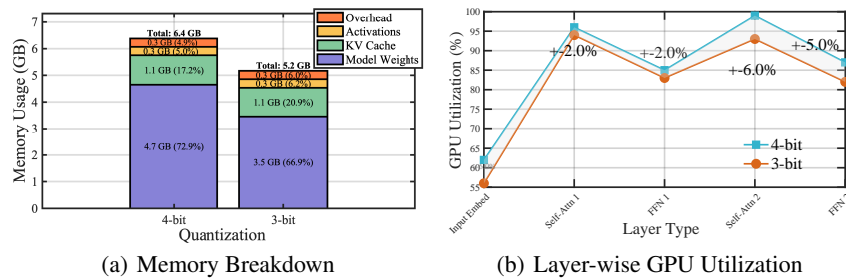 Overhead
Activations
KV Cache
Model Weights
Total: 6.4 GB
0.3 GB (4.9%)
0.3 GB (5.0%)
1.1 GB (17.2%)
4.7 GB (72.9%)
Total: 5.2 GB
0.3 GB (6.0%)
0.3 GB (6.2%)
1.1 GB (20.9%)
3.5 GB (66.9%)
Memory Usage (GB)
7
6
5
4
3
2
1
0
4-bit
3-bit
Quantization
(a) Memory Breakdown
GPU Utilization (%)
100
95
90
85
80
75
70
65
60
55
+-2.0%
+-2.0%
+-6.0%
+-5.0%
4-bit
3-bit
Input Embed
Self-Attn 1
FFN 1
Self-Attn 2
FFN
Layer Type
(b) Layer-wise GPU Utilization